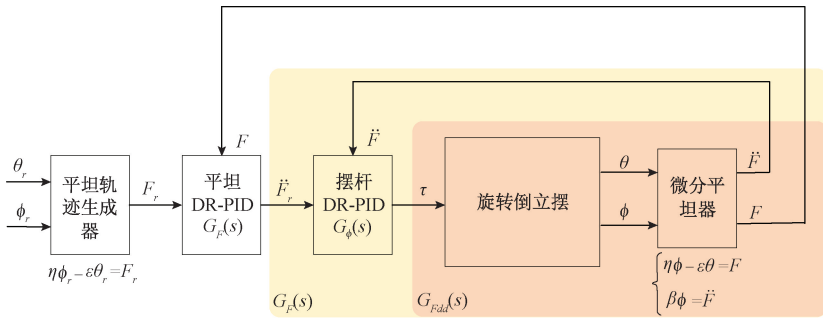 F
F̈
θr
ϕr
平坦轨
迹生成
器
Fr
平坦
DR-PID
GF(s)
F̈r
摆杆
DR-PID
Gϕ(s)
τ
旋转倒立摆
θ
ϕ
微分平
坦器
F̈
F
ηϕr−εθr=Fr
GF(s)
GFdd(s)
ηϕ−εθ=F
βϕ=F̈